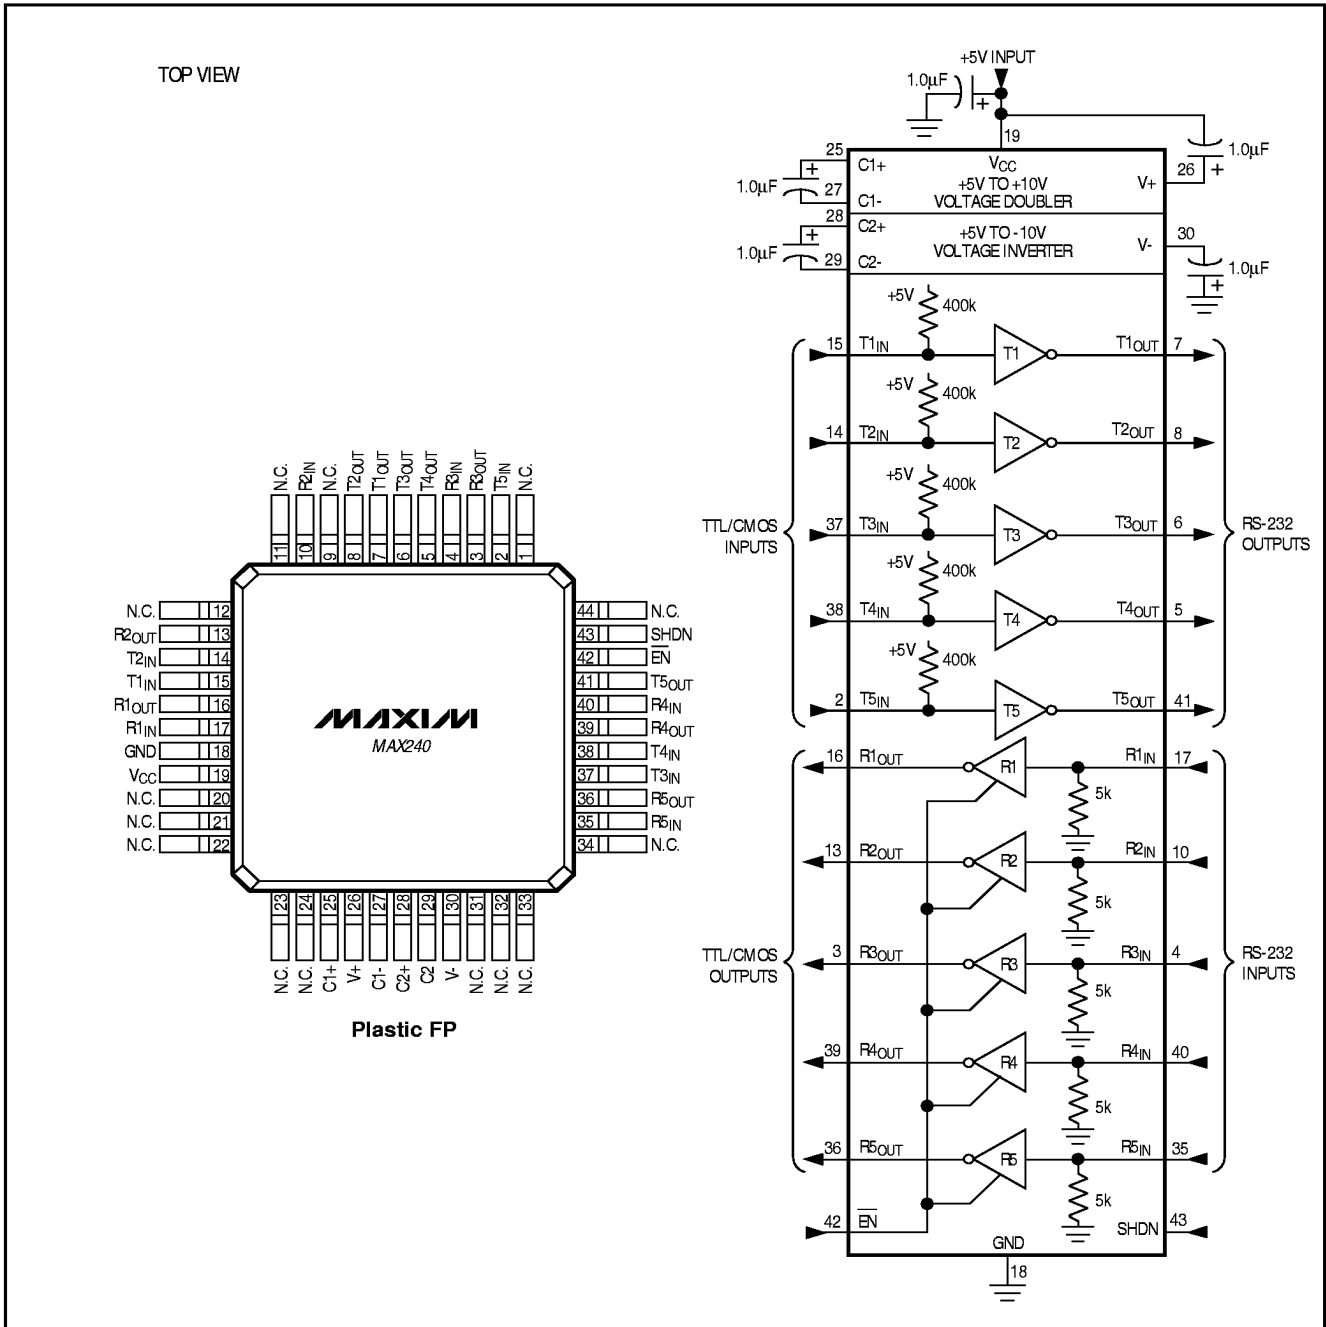 TOP VIEW
N.C. R2IN N.C. T2OUT T1OUT T3OUT T4OUT R3IN R3OUT T5IN N.C.
11 10 9 8 7 6 5 4 3 2 1
N.C. 12
R2OUT 13
T2IN 14
T1IN 15
R1OUT 16
R1IN 17
GND 18
VCC 19
N.C. 20
N.C. 21
N.C. 22
MAXIM
MAX240
44 N.C.
43 SHDN
42 EN
41 T5OUT
40 R4IN
39 R4OUT
38 T4IN
37 T3IN
36 R5OUT
35 R5IN
34 N.C.
23 24 25 26 27 28 29 30 31 32 33
N.C. N.C. C1+ V+ C1- C2+ C2 V- N.C. N.C. N.C.
Plastic FP
+5V INPUT
1.0μF
+
19
25 C1+
+
1.0μF
27 C1-
VCC
+5V TO +10V
VOLTAGE DOUBLER
V+ 26
+
1.0μF
28 C2+
+
1.0μF
29 C2-
+5V TO -10V
VOLTAGE INVERTER
V- 30
1.0μF
+
+5V
400k
15 T1IN T1 T1OUT 7
+5V
400k
14 T2IN T2 T2OUT 8
+5V
400k
TTL/CMOS
INPUTS
37 T3IN T3 T3OUT 6
RS-232
OUTPUTS
+5V
400k
38 T4IN T4 T4OUT 5
+5V
400k
2 T5IN T5 T5OUT 41
16 R1OUT R1 R1IN 17
5k
13 R2OUT R2 R2IN 10
5k
TTL/CMOS
OUTPUTS
3 R3OUT R3 R3IN 4
RS-232
INPUTS
5k
39 R4OUT R4 R4IN 40
5k
36 R5OUT R5 R5IN 35
5k
42 EN
SHDN 43
GND
18